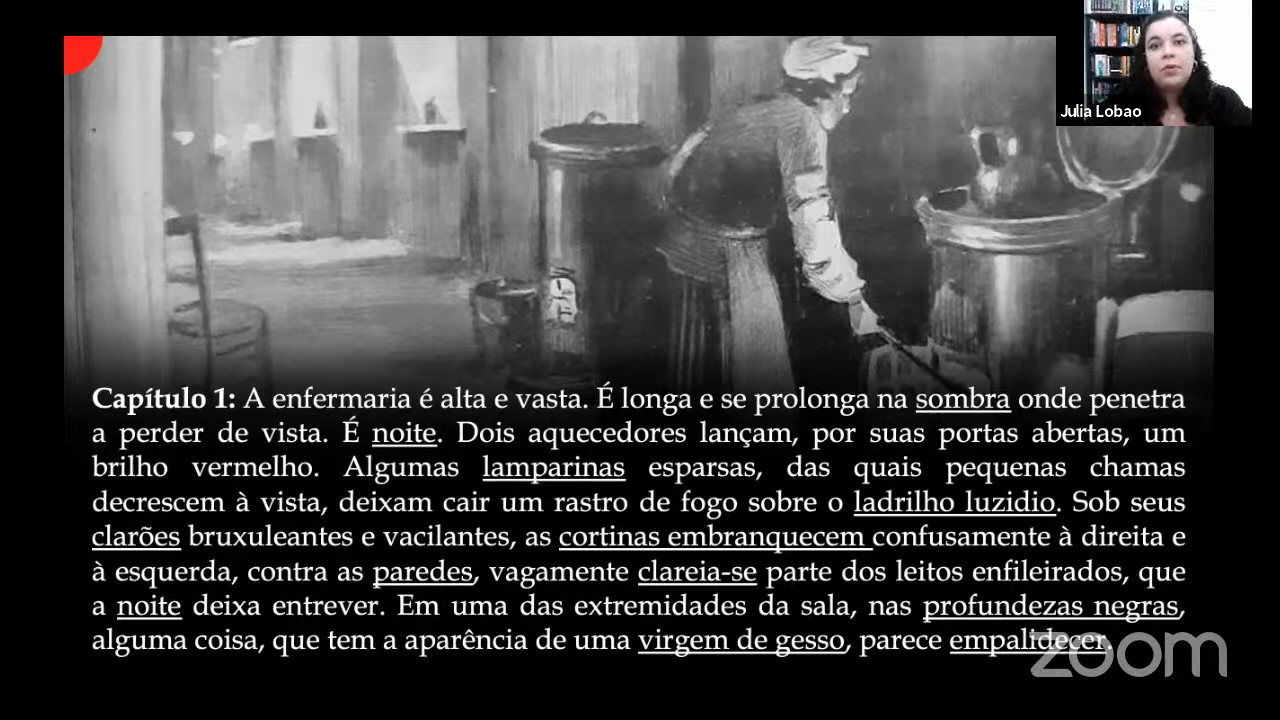 Julia Lobao
Capítulo 1: A enfermaria é alta e vasta. É longa e se prolonga na sombra onde penetra
a perder de vista. É noite. Dois aquecedores lançam, por suas portas abertas, um
brilho vermelho. Algumas lamparinas esparsas, das quais pequenas chamas
decrescem à vista, deixam cair um rastro de fogo sobre o ladrilho luzidio. Sob seus
clarões bruxuleantes e vacilantes, as cortinas embranquecem confusamente à direita e
à esquerda, contra as paredes, vagamente clareia-se parte dos leitos enfileirados, que
a noite deixa entrever. Em uma das extremidades da sala, nas profundezas negras,
alguma coisa, que tem a aparência de uma virgem de gesso, parece empalidecer.
zoom